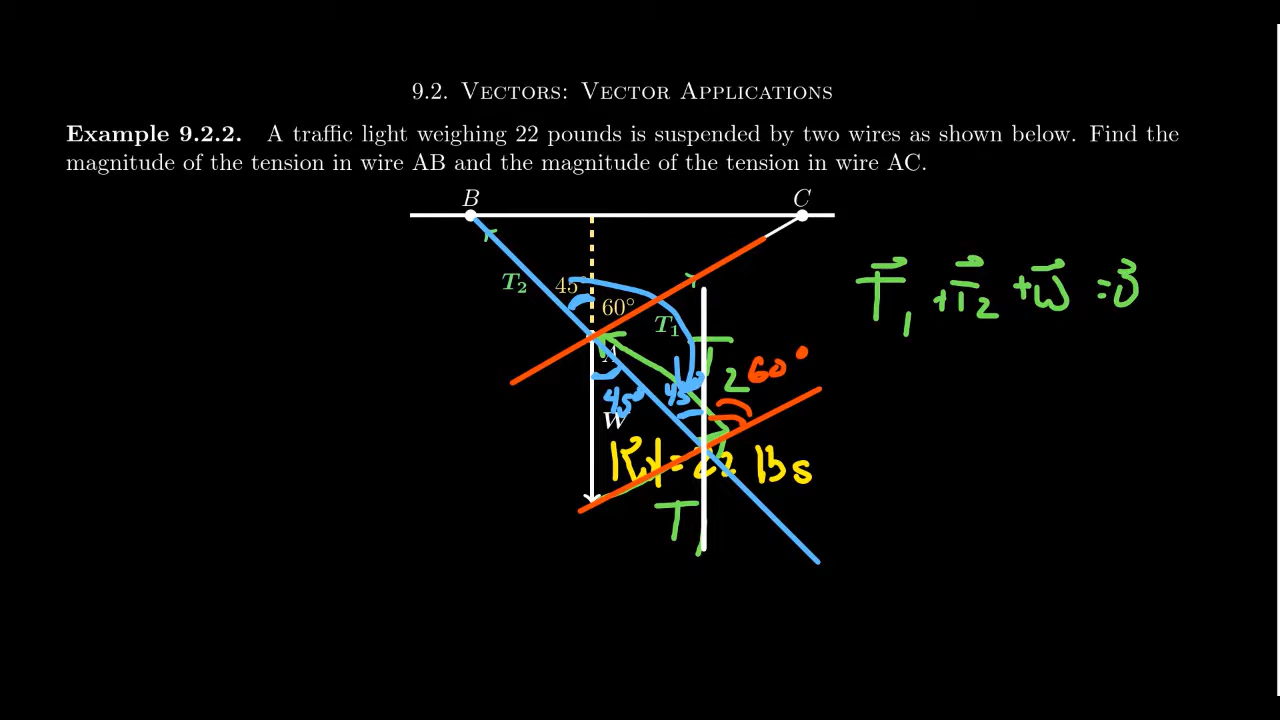 9.2. VECTORS: VECTOR APPLICATIONS
Example 9.2.2. A traffic light weighing 22 pounds is suspended by two wires as shown below. Find the
magnitude of the tension in wire AB and the magnitude of the tension in wire AC.
B C
T₁ + T₂ + W = 0
T₂ 45° 60°
T₁
A T₂ 60°
45° 45°
W
|W| = 22 lbs
T₁